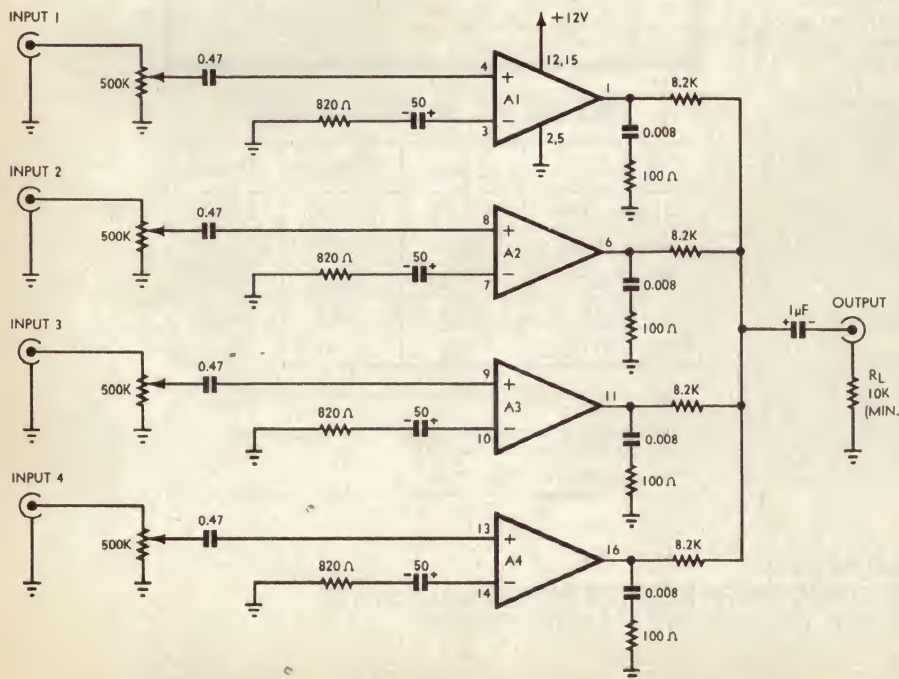 INPUT 1
500K
0.47
820 Ω
- 50 +
4
+
A1
-
3
+12V
12,15
2,5
1
8.2K
0.008
100 Ω
INPUT 2
500K
0.47
820 Ω
- 50 +
8
+
A2
-
7
6
8.2K
0.008
100 Ω
INPUT 3
500K
0.47
820 Ω
- 50 +
9
+
A3
-
10
11
8.2K
0.008
100 Ω
INPUT 4
500K
0.47
820 Ω
- 50 +
13
+
A4
-
14
16
8.2K
0.008
100 Ω
1µF
+ -
OUTPUT
RL
10K
(MIN.